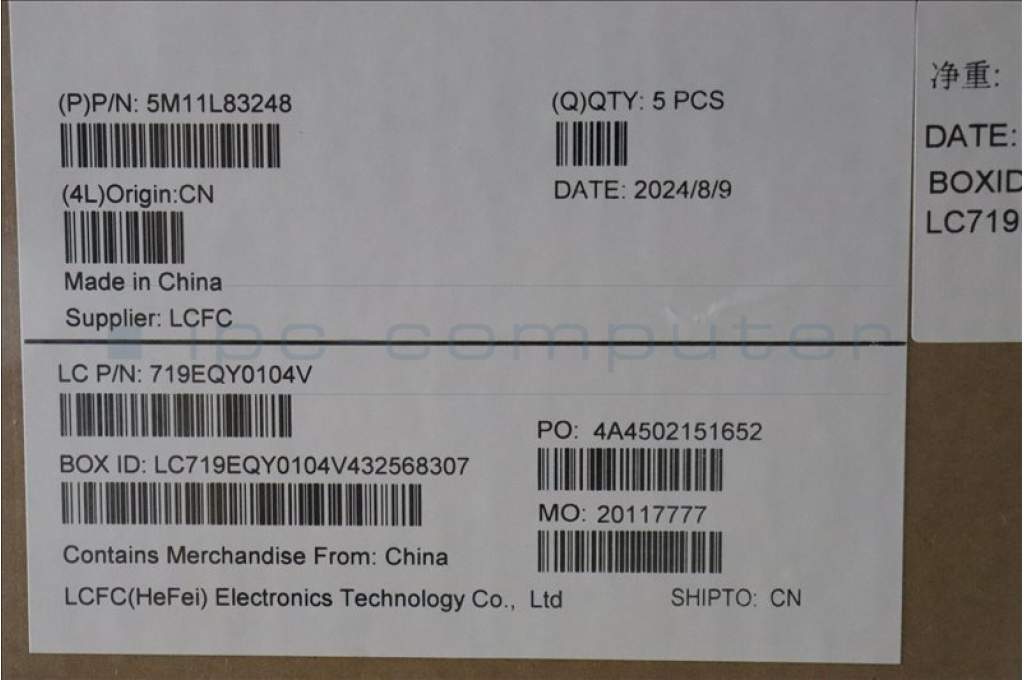 (P)P/N: 5M11L83248
(Q)QTY: 5 PCS
(4L)Origin:CN
DATE: 2024/8/9
Made in China
Supplier: LCFC
ipc computer
LC P/N: 719EQY0104V
PO: 4A4502151652
BOX ID: LC719EQY0104V432568307
MO: 20117777
Contains Merchandise From: China
LCFC(HeFei) Electronics Technology Co., Ltd
SHIPTO: CN
净重:
DATE:
BOXID
LC719